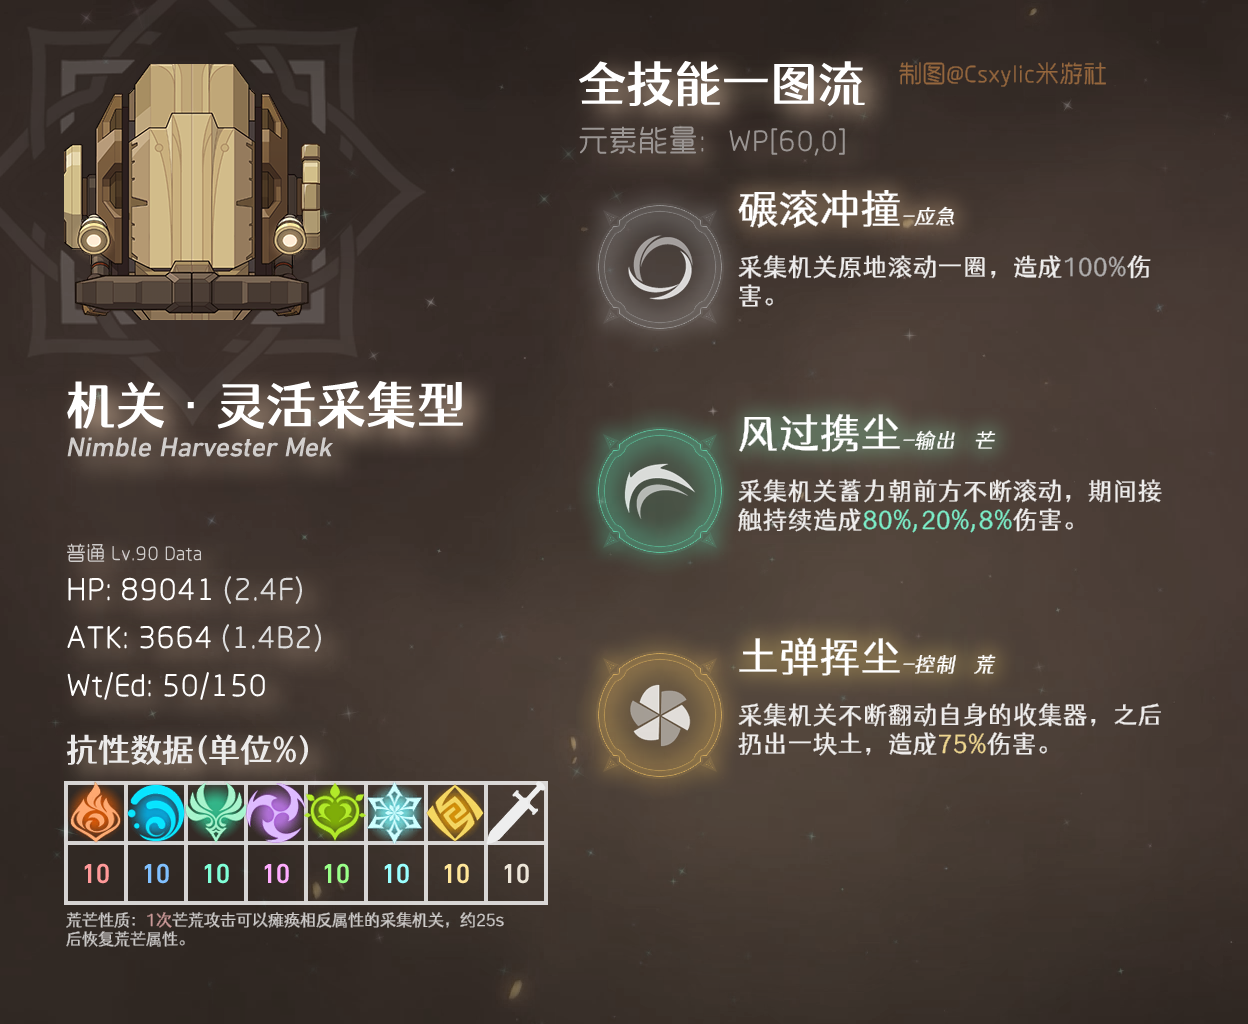 全技能一图流
制图@Csxylic米游社
元素能量： WP[60,0]
碾滚冲撞–应急
采集机关原地滚动一圈，造成100%伤
害。
机关 · 灵活采集型
Nimble Harvester Mek
风过携尘–输出 芒
采集机关蓄力朝前方不断滚动，期间接
触持续造成80%,20%,8%伤害。
普通 Lv.90 Data
HP: 89041 (2.4F)
ATK: 3664 (1.4B2)
Wt/Ed: 50/150
土弹挥尘–控制 荒
采集机关不断翻动自身的收集器，之后
扔出一块土，造成75%伤害。
抗性数据(单位%)
10 10 10 10 10 10 10 10
荒芒性质：1次芒荒攻击可以瘫痪相反属性的采集机关，约25s
后恢复荒芒属性。